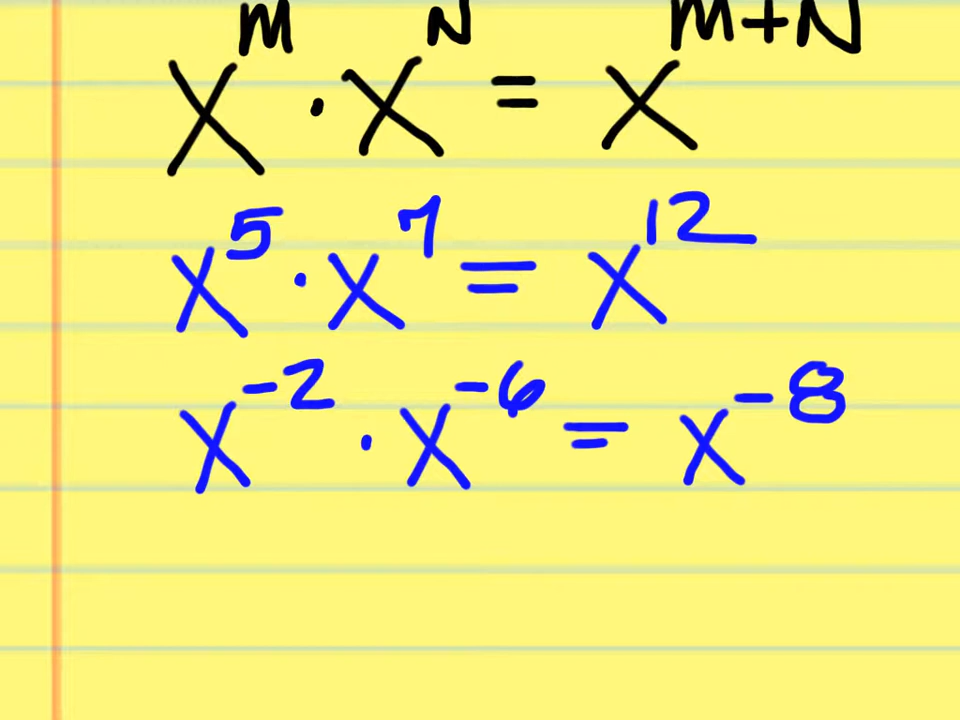 x^m · x^N = x^(m+N)
x^5 · x^7 = x^12
x^-2 · x^-6 = x^-8